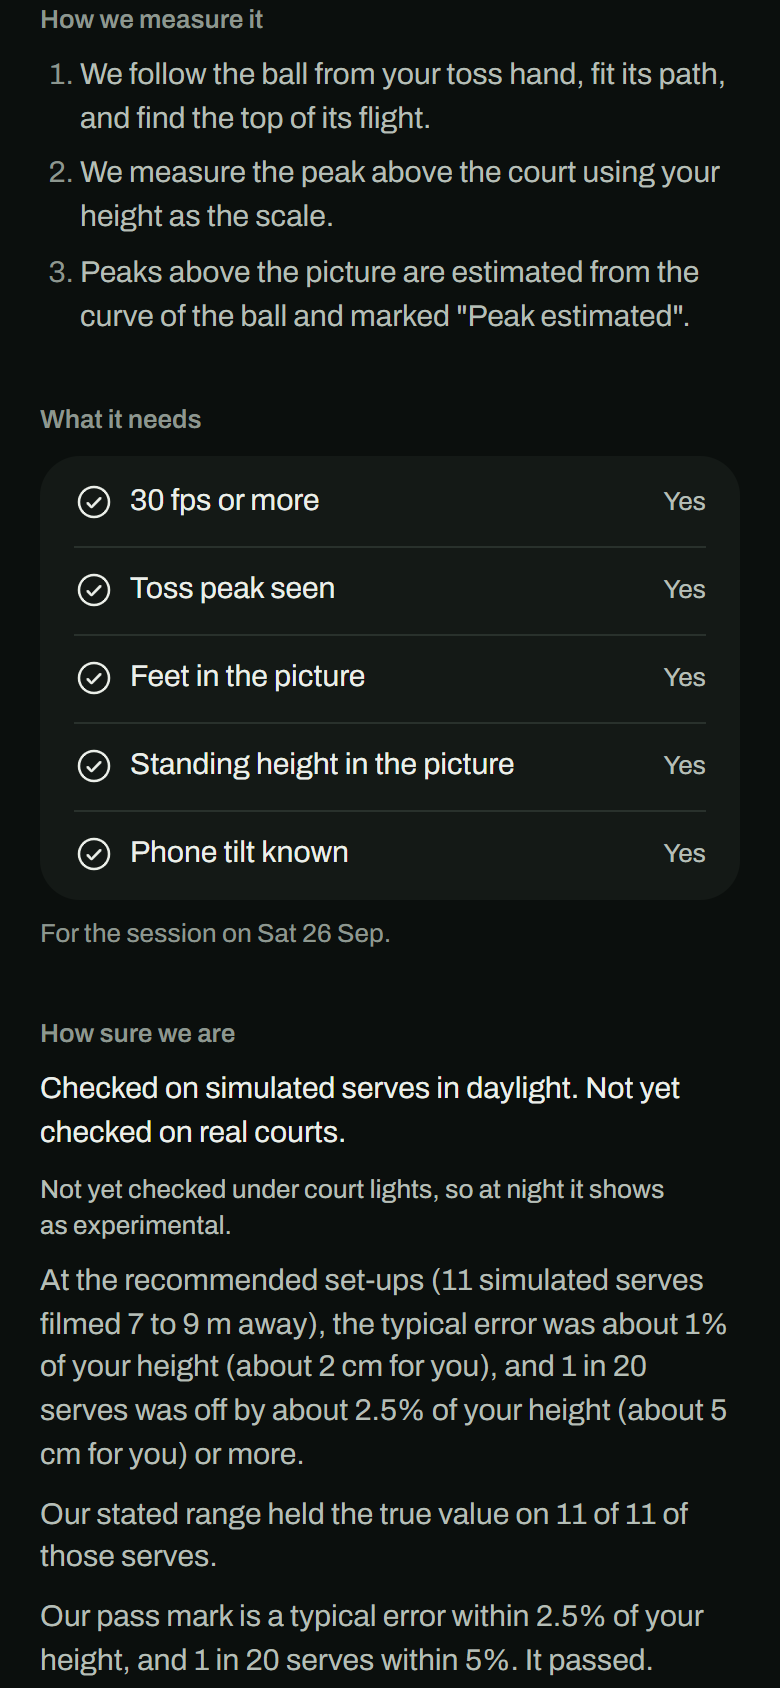 How we measure it
1. We follow the ball from your toss hand, fit its path,
and find the top of its flight.
2. We measure the peak above the court using your
height as the scale.
3. Peaks above the picture are estimated from the
curve of the ball and marked "Peak estimated".
What it needs
30 fps or more Yes
Toss peak seen Yes
Feet in the picture Yes
Standing height in the picture Yes
Phone tilt known Yes
For the session on Sat 26 Sep.
How sure we are
Checked on simulated serves in daylight. Not yet
checked on real courts.
Not yet checked under court lights, so at night it shows
as experimental.
At the recommended set-ups (11 simulated serves
filmed 7 to 9 m away), the typical error was about 1%
of your height (about 2 cm for you), and 1 in 20
serves was off by about 2.5% of your height (about 5
cm for you) or more.
Our stated range held the true value on 11 of 11 of
those serves.
Our pass mark is a typical error within 2.5% of your
height, and 1 in 20 serves within 5%. It passed.